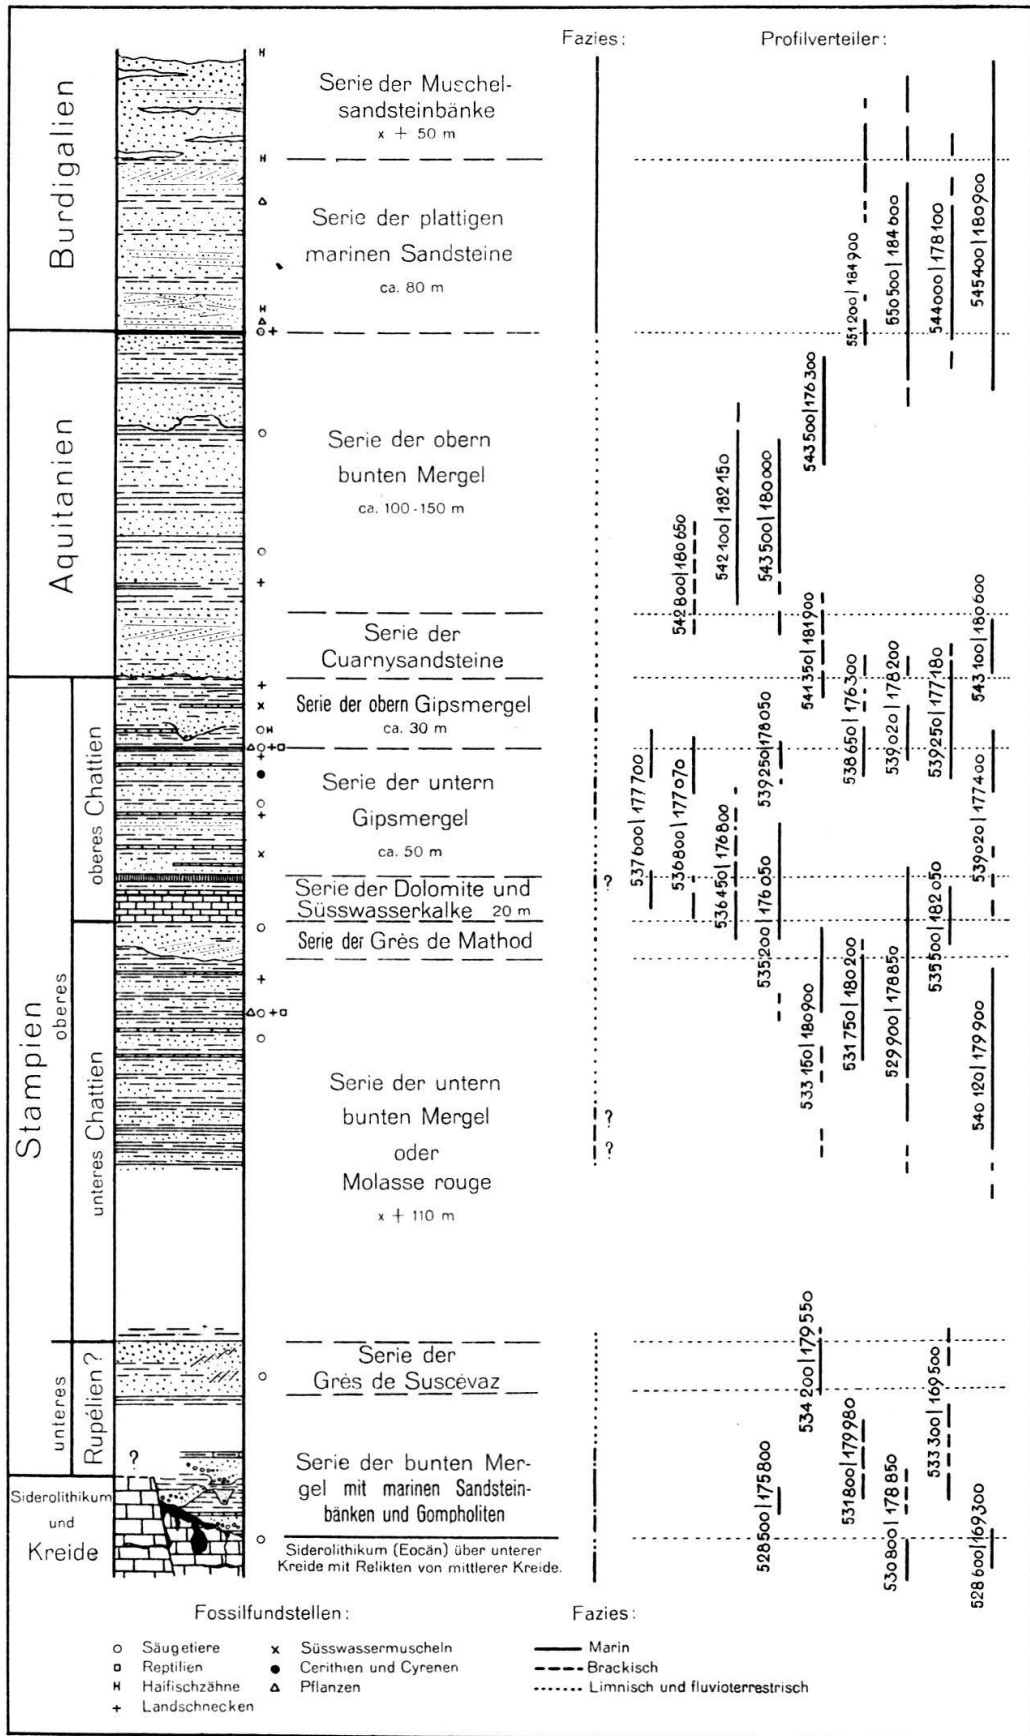 Fazies:
Profilverteiler:
Burdigalien
Aquitanien
Stampien
oberes
unteres
oberes Chattien
unteres Chattien
Rupélien?
Siderolithikum
und
Kreide
?
H
H
Δ
H
Δ
○+
○
○
+
+
x
○H
Δ○+◘
+
●
○
+
x
○
+
Δ○+◘
○
○
○
Serie der Muschel-
sandsteinbänke
x + 50 m
Serie der plattigen
marinen Sandsteine
ca. 80 m
Serie der obern
bunten Mergel
ca. 100-150 m
Serie der
Cuarnysandsteine
Serie der obern Gipsmergel
ca. 30 m
Serie der untern
Gipsmergel
ca. 50 m
Serie der Dolomite und
Süsswasserkalke 20 m
Serie der Grès de Mathod
Serie der untern
bunten Mergel
oder
Molasse rouge
x + 110 m
Serie der
Grès de Suscévaz
Serie der bunten Mer-
gel mit marinen Sandstein-
bänken und Gompholiten
Siderolithikum (Eocän) über unterer
Kreide mit Relikten von mittlerer Kreide.
?
?
?
551200|184900
550500|184600
544000|178100
545400|180900
543500|176300
542100|182150
543500|180000
542800|180650
541350|181900
538650|176300
539020|178200
539250|177180
543100|180600
537600|177700
536800|177070
536450|176800
539250|178050
535200|176050
539020|177400
533150|180900
531750|180200
529900|178850
535500|182050
540120|179900
534200|179550
528500|175800
531800|179980
530800|178850
533300|169500
528600|169300
Fossilfundstellen:
○ Säugetiere
◘ Reptilien
H Haifischzähne
+ Landschnecken
x Süsswassermuscheln
● Cerithien und Cyrenen
Δ Pflanzen
Fazies:
Marin
Brackisch
Limnisch und fluvioterrestrisch